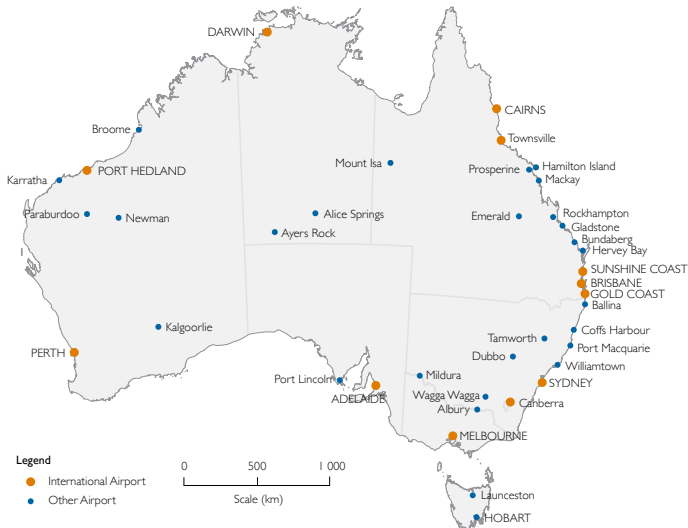 DARWIN
CAIRNS
Broome
Townsville
Mount Isa
Prosperine
Hamilton Island
PORT HEDLAND
Karratha
Mackay
Paraburdoo
Newman
Alice Springs
Emerald
Rockhampton
Gladstone
Ayers Rock
Bundaberg
Hervey Bay
SUNSHINE COAST
BRISBANE
GOLD COAST
Ballina
Kalgoorlie
Coffs Harbour
Tamworth
Port Macquarie
PERTH
Dubbo
Williamtown
Port Lincoln
Mildura
SYDNEY
ADELAIDE
Wagga Wagga
Canberra
Albury
MELBOURNE
Legend
International Airport
Other Airport
0 500 1 000
Scale (km)
Launceston
HOBART